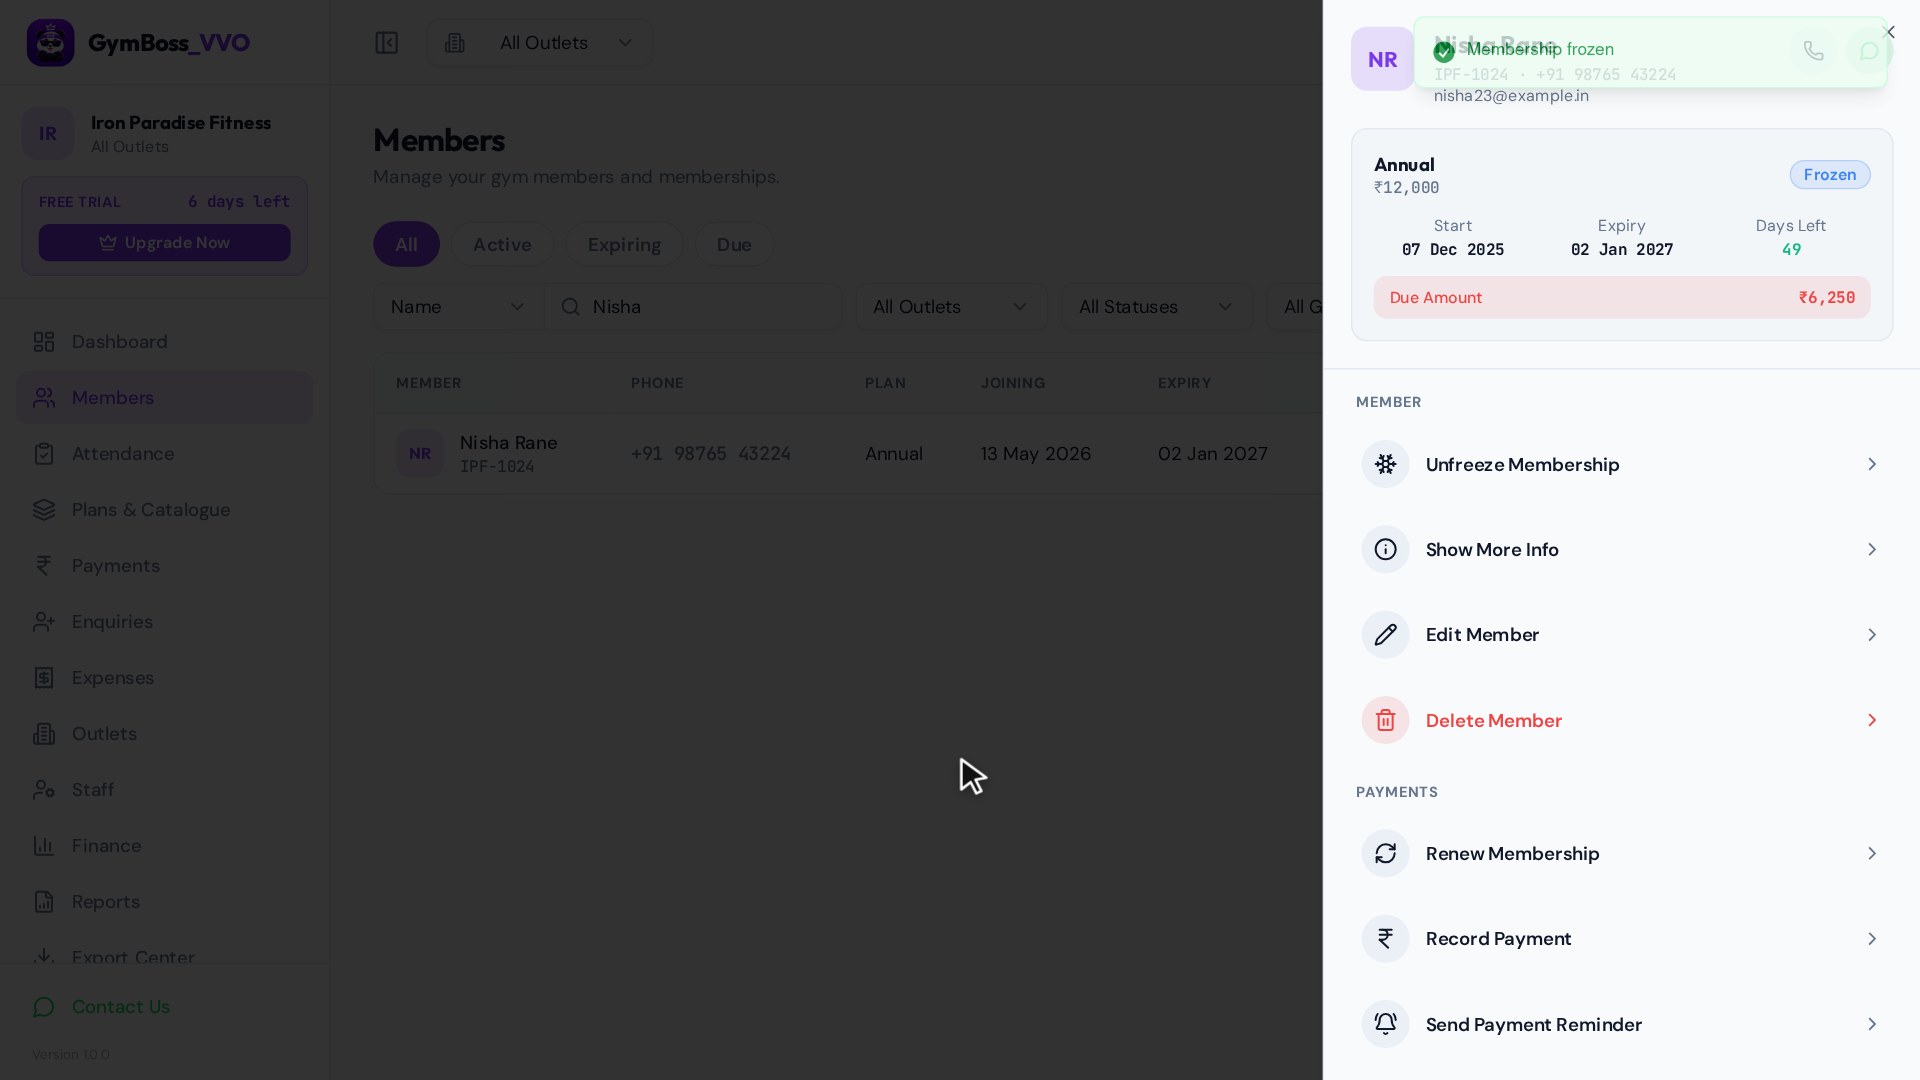 GymBoss_VVO
All Outlets
IR
Iron Paradise Fitness
All Outlets
FREE TRIAL
6 days left
Upgrade Now
Dashboard
Members
Attendance
Plans & Catalogue
Payments
Enquiries
Expenses
Outlets
Staff
Finance
Reports
Export Center
Contact Us
Version 1.0.0
Members
Manage your gym members and memberships.
All
Active
Expiring
Due
Name
Nisha
All Outlets
All Statuses
All G
MEMBER
PHONE
PLAN
JOINING
EXPIRY
NR
Nisha Rane
IPF-1024
+91 98765 43224
Annual
13 May 2026
02 Jan 2027
NR
Nisha Rane
Membership frozen
IPF-1024 · +91 98765 43224
nisha23@example.in
Annual
₹12,000
Frozen
Start
Expiry
Days Left
07 Dec 2025
02 Jan 2027
49
Due Amount
₹6,250
MEMBER
Unfreeze Membership
Show More Info
Edit Member
Delete Member
PAYMENTS
Renew Membership
Record Payment
Send Payment Reminder